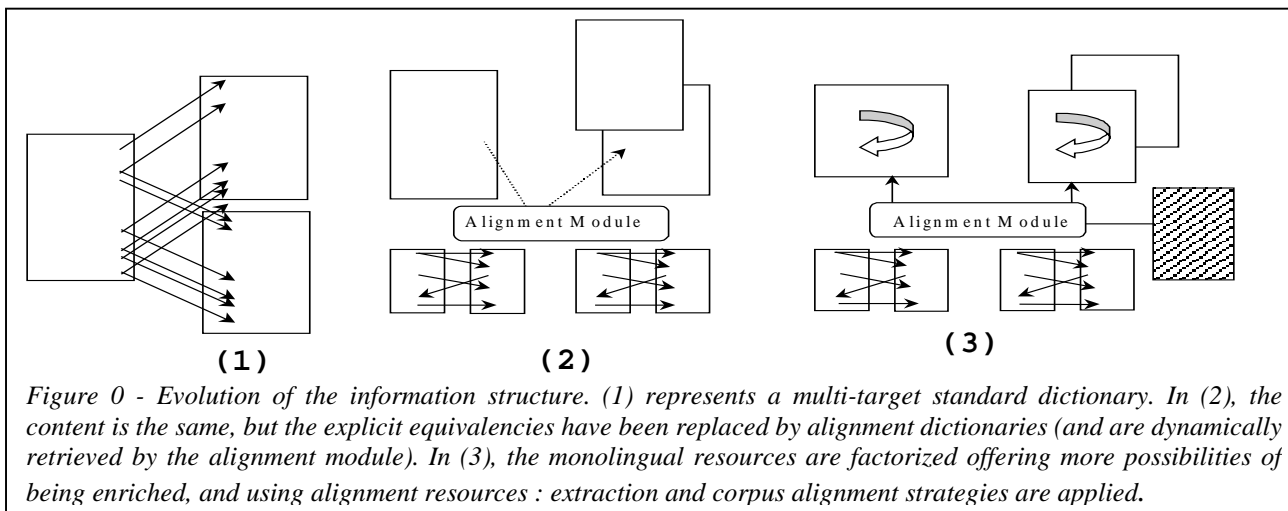 Alignment Module
Alignment Module
(1)
(2)
(3)
Figure 0 - Evolution of the information structure. (1) represents a multi-target standard dictionary. In (2), the
content is the same, but the explicit equivalencies have been replaced by alignment dictionaries (and are dynamically
retrieved by the alignment module). In (3), the monolingual resources are factorized offering more possibilities of
being enriched, and using alignment resources : extraction and corpus alignment strategies are applied.